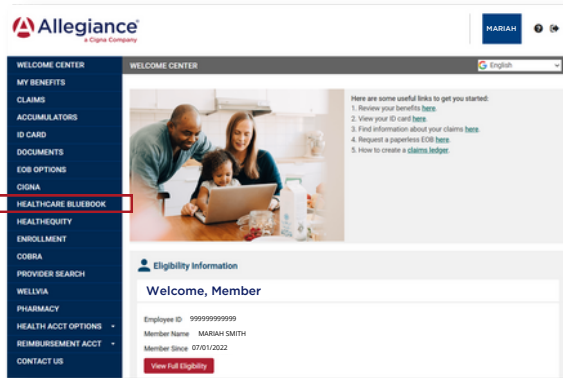 Allegiance
a Cigna Company
MARIAH
WELCOME CENTER
MY BENEFITS
CLAIMS
ACCUMULATORS
ID CARD
DOCUMENTS
EOB OPTIONS
CIGNA
HEALTHCARE BLUEBOOK
HEALTHEQUITY
ENROLLMENT
COBRA
PROVIDER SEARCH
WELLVIA
PHARMACY
HEALTH ACCT OPTIONS
REIMBURSEMENT ACCT
CONTACT US
WELCOME CENTER
English
Here are some useful links to get you started:
1. Review your benefits here.
2. View your ID card here.
3. Find information about your claims here.
4. Request a paperless EOB here.
5. How to create a claims ledger.
Eligibility Information
Welcome, Member
Employee ID 999999999999
Member Name MARIAH SMITH
Member Since 07/01/2022
View Full Eligibility